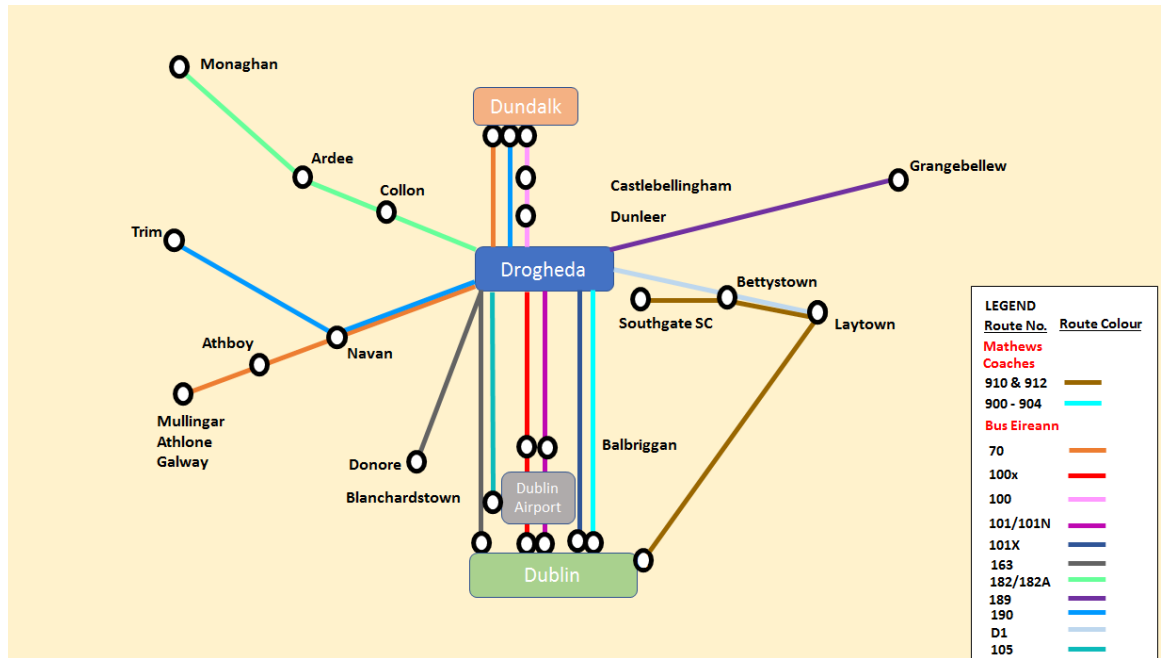 Monaghan
Dundalk
Ardee
Grangebellew
Castlebellingham
Collon
Dunleer
Trim
Drogheda
Bettystown
Southgate SC
Laytown
Athboy
Navan
Mullingar
Athlone
Galway
Balbriggan
Donore
Blanchardstown
Dublin
Airport
Dublin
LEGEND
Route No. Route Colour
Mathews
Coaches
910 & 912
900 - 904
Bus Eireann
70
100x
100
101/101N
101X
163
182/182A
189
190
D1
105